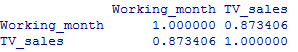 Working_month TV_sales
Working_month 1.000000 0.873406
TV_sales 0.873406 1.000000